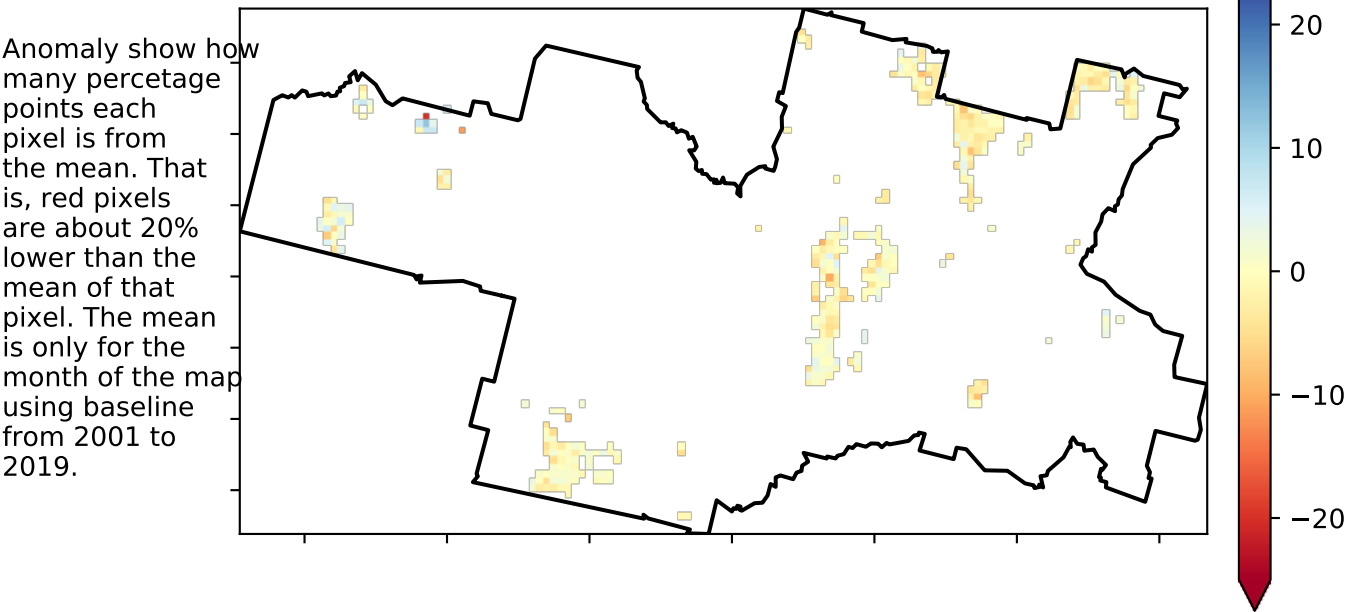 Anomaly show how
many percetage
points each
pixel is from
the mean. That
is, red pixels
are about 20%
lower than the
mean of that
pixel. The mean
is only for the
month of the map
using baseline
from 2001 to
2019.
20
10
0
−10
−20